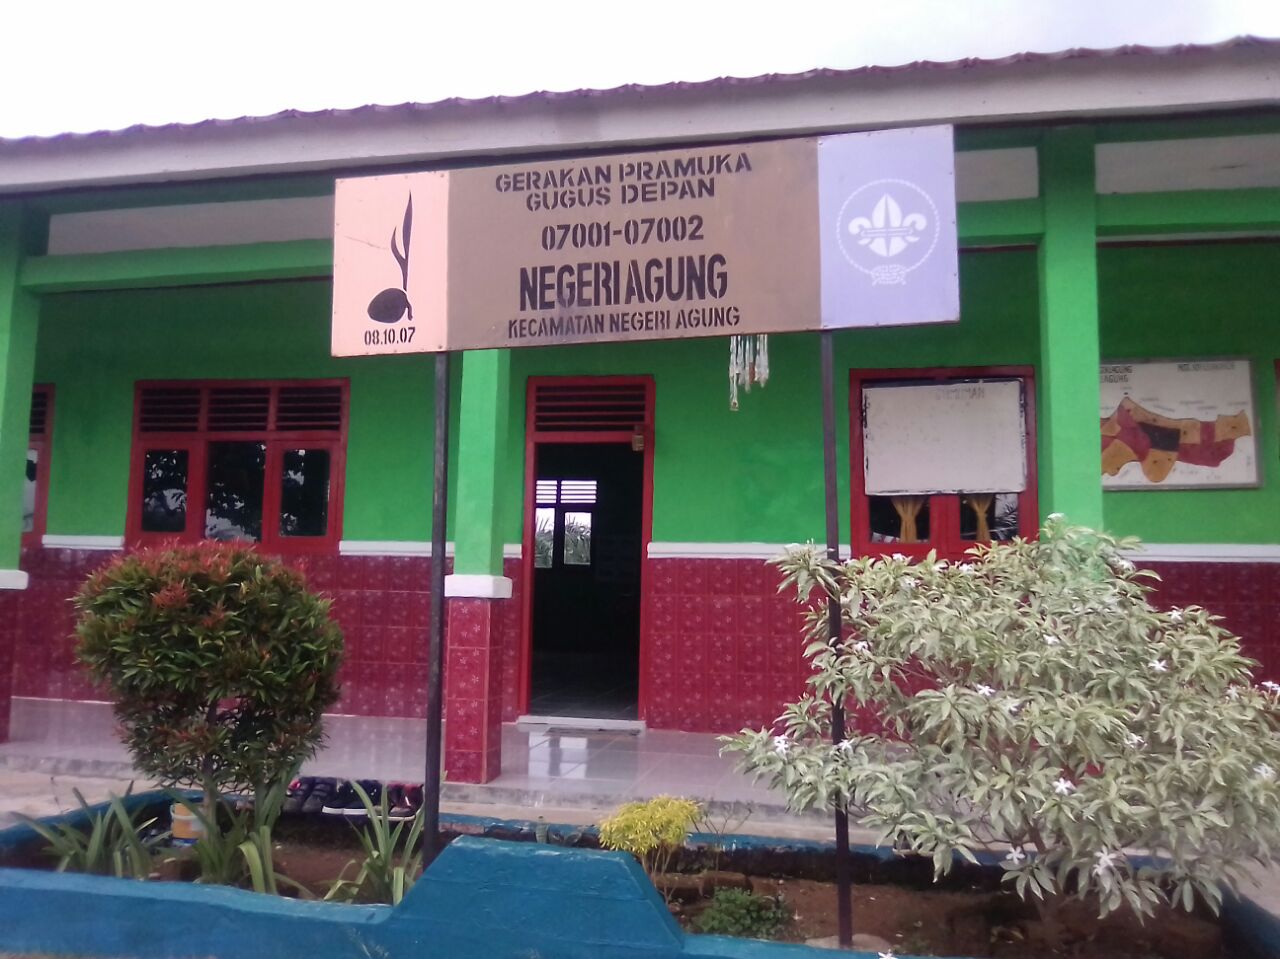 GERAKAN PRAMUKA
GUGUS DEPAN
07001-07002
NEGERI AGUNG
KECAMATAN NEGERI AGUNG
08.10.07